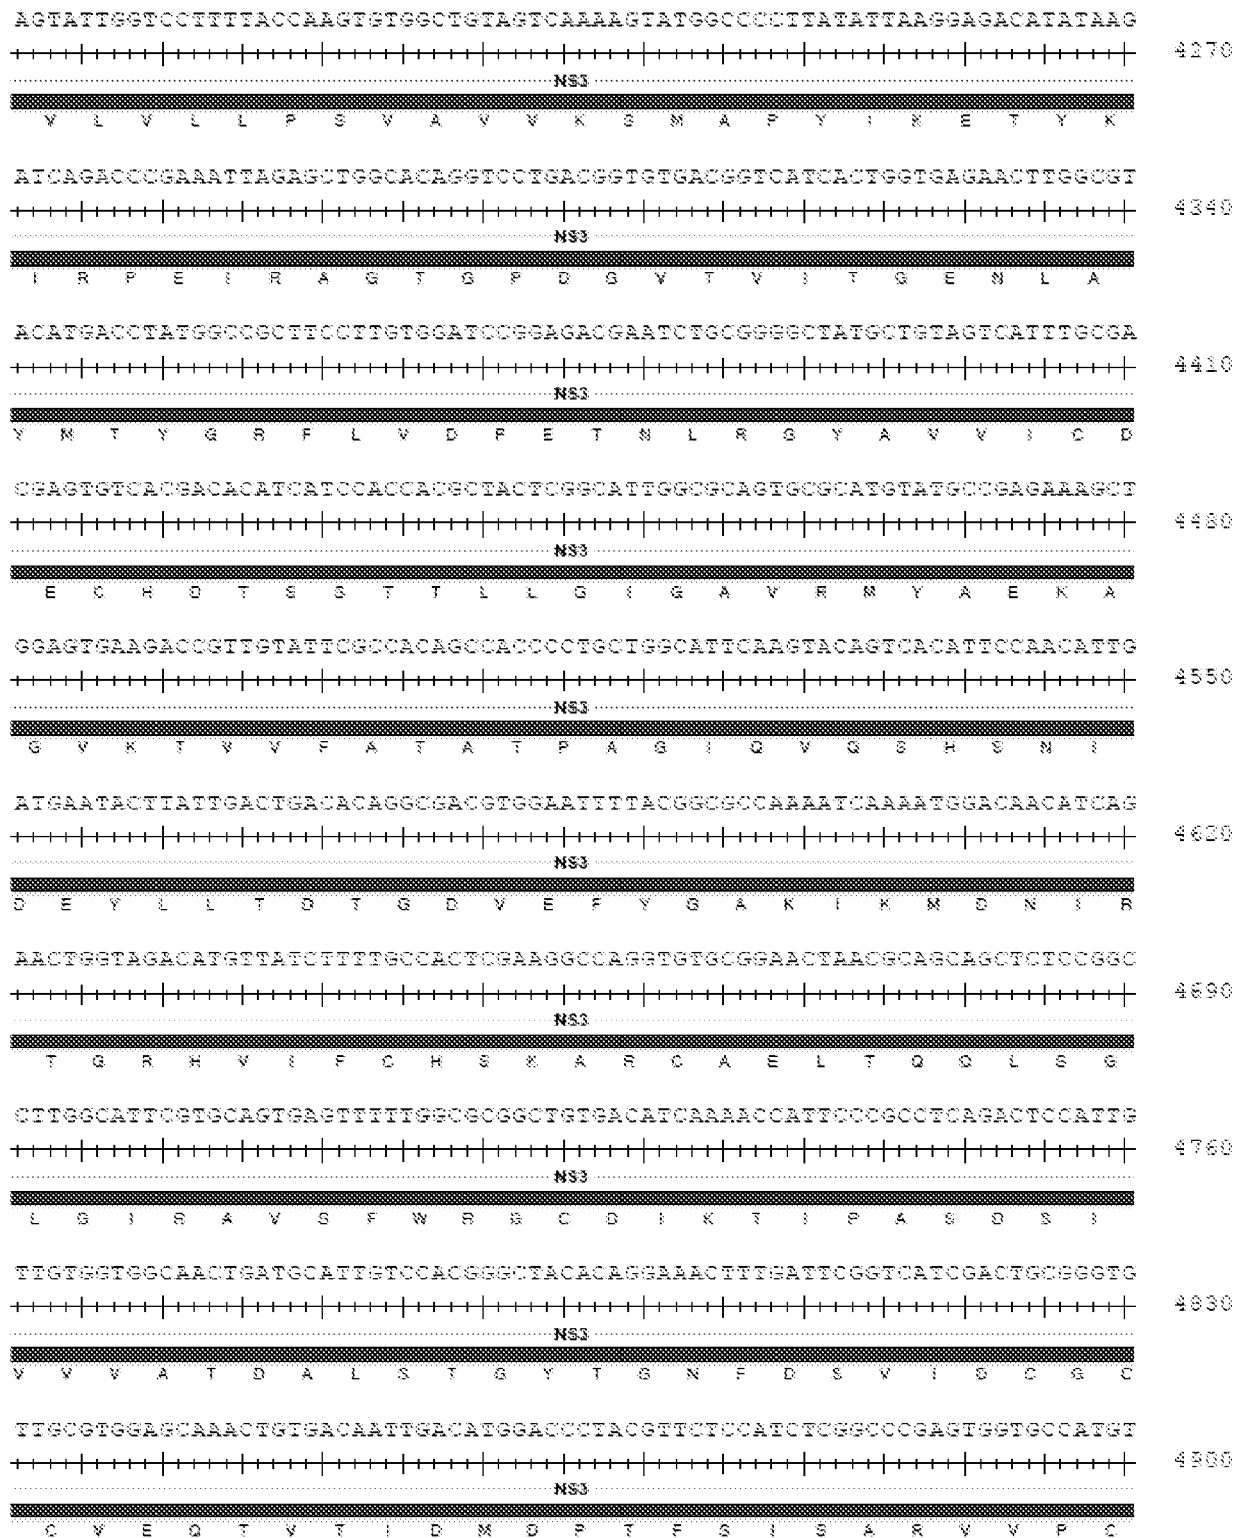 AGTATTGGTCCTTTTACCAAGTGTGGCTGTAGTCAAAAGTATGGCCCCTTATATTAAGGAGACATATAAG
4270
NS3
V L V L L P S V A V V K S M A P Y I K E T Y K
ATCAGACCCGAAATTAGAGCTGGCACAGGTCCTGACGGTGTGACGGTCATCACTGGTGAGAACTTGGCGT
4340
NS3
I R P E I R A G T G P D G V T V I T G E N L A
ACATGACCTATGGCCGCTTCCTTGTGGATCCGGAGACGAATCTGCGGGGCTATGCTGTAGTCATTTGCGA
4410
NS3
Y M T Y G R F L V D P E T N L R G Y A V V I C D
CGAGTGTCACGACACATCATCCACCACGCTACTCGGCATTGGCGCAGTGCGCATGTATGCCGAGAAAGCT
4480
NS3
E C H D T S S T T L L G I G A V R M Y A E K A
GGAGTGAAGACCGTTGTATTCGCCACAGCCACCCCTGCTGGCATTCAAGTACAGTCACATTCCAACATTG
4550
NS3
G V K T V V F A T A T P A G I Q V Q S H S N I
ATGAATACTTATTGACTGACACAGGCGACGTGGAATTTTACGGCGCCAAAATCAAAATGGACAACATCAG
4620
NS3
D E Y L L T D T G D V E F Y G A K I K M D N I R
AACTGGTAGACATGTTATCTTTTGCCACTCGAAGGCCAGGTGTGCGGAACTAACGCAGCAGCTCTCCGGC
4690
NS3
T G R H V I F C H S K A R C A E L T Q Q L S G
CTTGGCATTCGTGCAGTGAGTTTTTGGCGCGGCTGTGACATCAAAACCATTCCCGCCTCAGACTCCATTG
4760
NS3
L G I R A V S F W R G C D I K T I P A S D S I
TTGTGGTGGCAACTGATGCATTGTCCACGGGCTACACAGGAAACTTTGATTCGGTCATCGACTGCGGGTG
4830
NS3
V V V A T D A L S T G Y T G N F D S V I D C G C
TTGCGTGGAGCAAACTGTGACAATTGACATGGACCCTACGTTCTCCATCTCGGCCCGAGTGGTGCCATGT
4900
NS3
C V E Q T V T I D M D P T F S I S A R V V P C